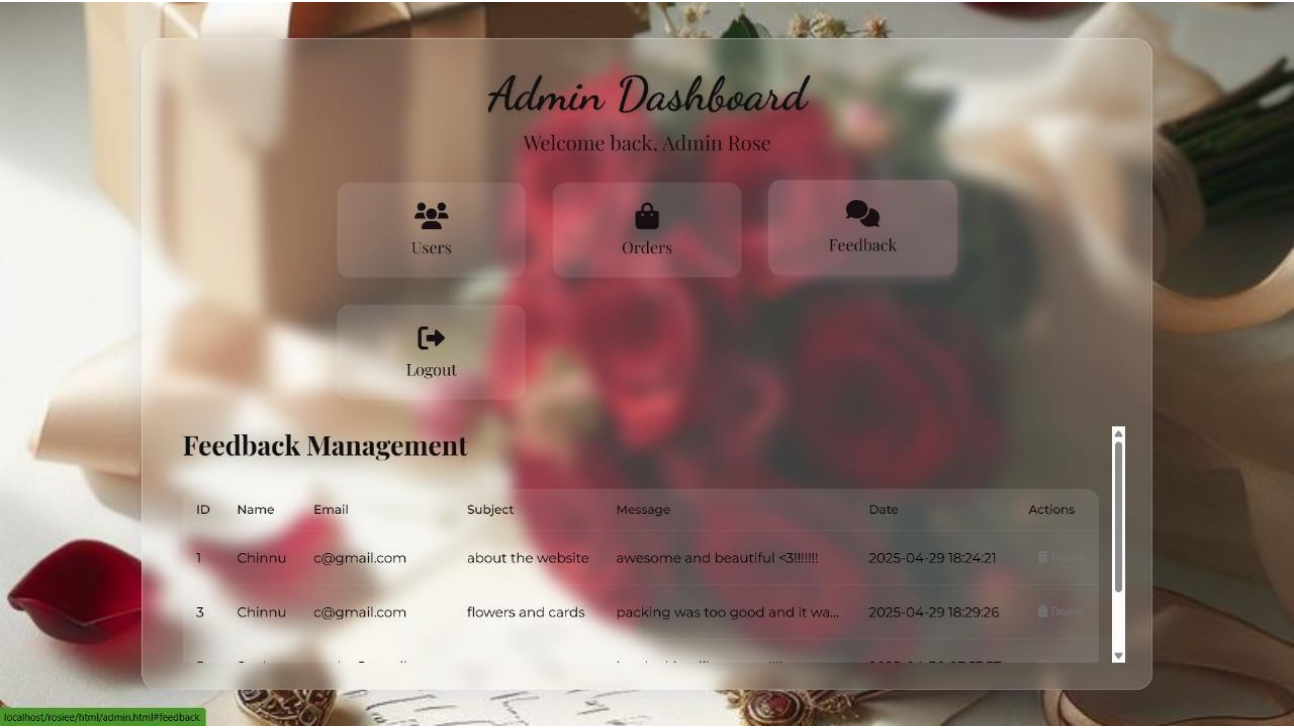 Admin Dashboard
Welcome back, Admin Rose
Users Orders Feedback
Logout
Feedback Management
ID Name Email Subject Message Date Actions
1 Chinnu c@gmail.com about the website awesome and beautiful <3!!!!!!! 2025-04-29 18:24:21 Delete
3 Chinnu c@gmail.com flowers and cards packing was too good and it wa... 2025-04-29 18:29:26 Delete
localhost/rosiee/html/admin.html#feedback